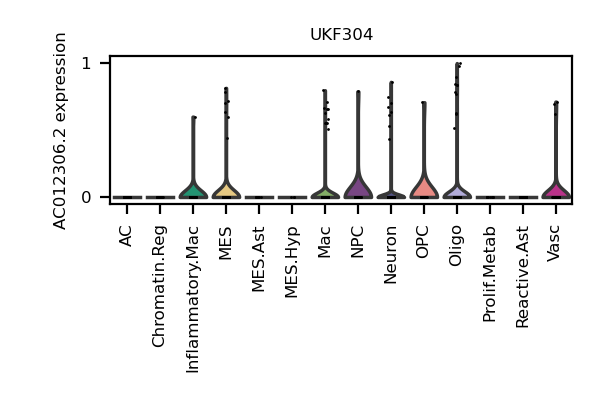 UKF304
AC012306.2 expression
1
0
AC
Chromatin.Reg
Inflammatory.Mac
MES
MES.Ast
MES.Hyp
Mac
NPC
Neuron
OPC
Oligo
Prolif.Metab
Reactive.Ast
Vasc